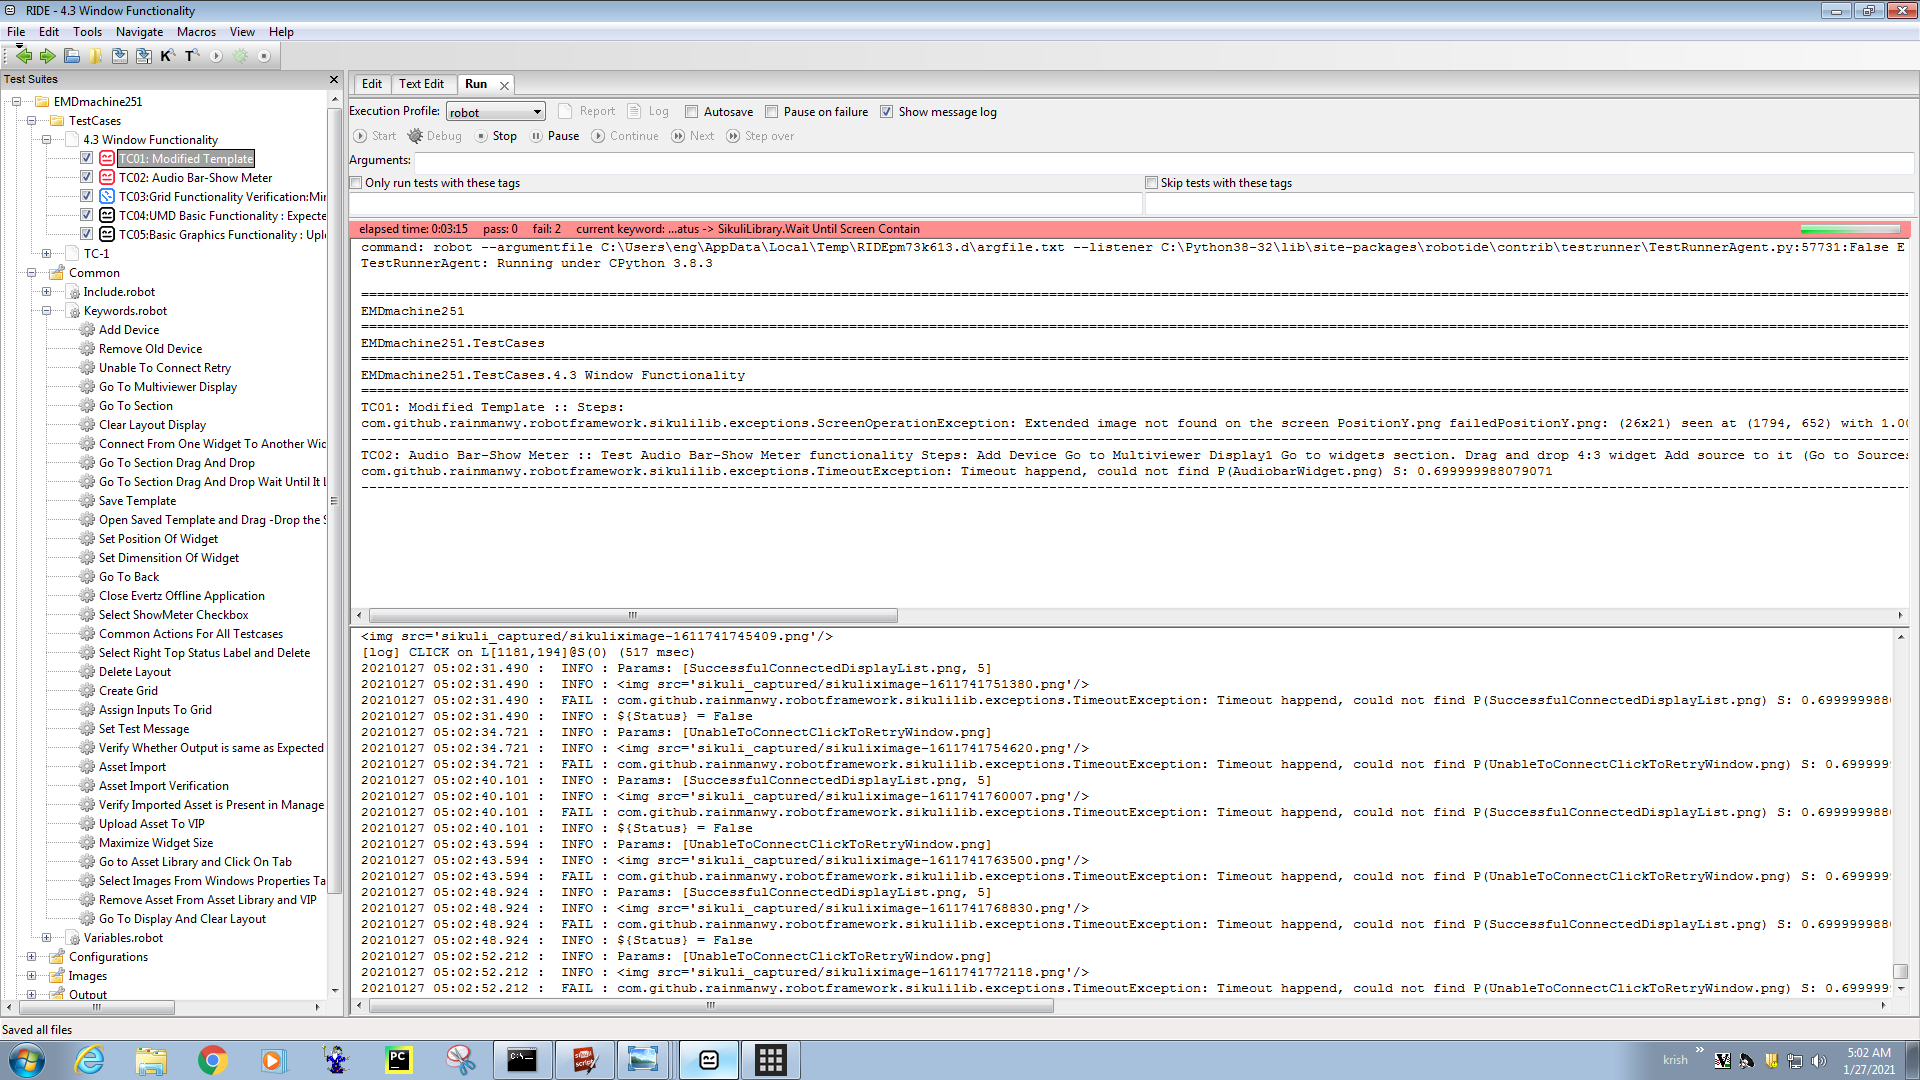 RIDE - 4.3 Window Functionality
File Edit Tools Navigate Macros View Help
K T
Test Suites
EMDmachine251
TestCases
4.3 Window Functionality
TC01: Modified Template
TC02: Audio Bar-Show Meter
TC03:Grid Functionality Verification:Mi
TC04:UMD Basic Functionality : Expecte
TC05:Basic Graphics Functionality : Uplo
TC-1
Common
Include.robot
Keywords.robot
Add Device
Remove Old Device
Unable To Connect Retry
Go To Multiviewer Display
Go To Section
Clear Layout Display
Connect From One Widget To Another Wid
Go To Section Drag And Drop
Go To Section Drag And Drop Wait Until It
Save Template
Open Saved Template and Drag -Drop the
Set Position Of Widget
Set Dimensition Of Widget
Go To Back
Close Evertz Offline Application
Select ShowMeter Checkbox
Common Actions For All Testcases
Select Right Top Status Label and Delete
Delete Layout
Create Grid
Assign Inputs To Grid
Set Test Message
Verify Whether Output is same as Expected
Asset Import
Asset Import Verification
Verify Imported Asset is Present in Manage
Upload Asset To VIP
Maximize Widget Size
Go to Asset Library and Click On Tab
Select Images From Windows Properties Ta
Remove Asset From Asset Library and VIP
Go To Display And Clear Layout
Variables.robot
Configurations
Images
Output
Edit Text Edit Run
Execution Profile: robot Report Log Autosave Pause on failure Show message log
Start Debug Stop Pause Continue Next Step over
Arguments:
Only run tests with these tags Skip tests with these tags
elapsed time: 0:03:15 pass: 0 fail: 2 current keyword: ...atus -> SikuliLibrary.Wait Until Screen Contain
command: robot --argumentfile C:\Users\eng\AppData\Local\Temp\RIDEpm73k613.d\argfile.txt --listener C:\Python38-32\lib\site-packages\robotide\contrib\testrunner\TestRunnerAgent.py:57731:False E
TestRunnerAgent: Running under CPython 3.8.3
EMDmachine251
EMDmachine251.TestCases
EMDmachine251.TestCases.4.3 Window Functionality
TC01: Modified Template :: Steps:
com.github.rainmanwy.robotframework.sikulilib.exceptions.ScreenOperationException: Extended image not found on the screen PositionY.png failedPositionY.png: (26x21) seen at (1794, 652) with 1.00
TC02: Audio Bar-Show Meter :: Test Audio Bar-Show Meter functionality Steps: Add Device Go to Multiviewer Display1 Go to widgets section. Drag and drop 4:3 widget Add source to it (Go to Sources
com.github.rainmanwy.robotframework.sikulilib.exceptions.TimeoutException: Timeout happend, could not find P(AudiobarWidget.png) S: 0.699999988079071
<img src='sikuli_captured/sikuliximage-1611741745409.png'/>
[log] CLICK on L[1181,194]@S(0) (517 msec)
20210127 05:02:31.490 : INFO : Params: [SuccessfulConnectedDisplayList.png, 5]
20210127 05:02:31.490 : INFO : <img src='sikuli_captured/sikuliximage-1611741751380.png'/>
20210127 05:02:31.490 : FAIL : com.github.rainmanwy.robotframework.sikulilib.exceptions.TimeoutException: Timeout happend, could not find P(SuccessfulConnectedDisplayList.png) S: 0.699999988
20210127 05:02:31.490 : INFO : ${Status} = False
20210127 05:02:34.721 : INFO : Params: [UnableToConnectClickToRetryWindow.png]
20210127 05:02:34.721 : INFO : <img src='sikuli_captured/sikuliximage-1611741754620.png'/>
20210127 05:02:34.721 : FAIL : com.github.rainmanwy.robotframework.sikulilib.exceptions.TimeoutException: Timeout happend, could not find P(UnableToConnectClickToRetryWindow.png) S: 0.699999
20210127 05:02:40.101 : INFO : Params: [SuccessfulConnectedDisplayList.png, 5]
20210127 05:02:40.101 : INFO : <img src='sikuli_captured/sikuliximage-1611741760007.png'/>
20210127 05:02:40.101 : FAIL : com.github.rainmanwy.robotframework.sikulilib.exceptions.TimeoutException: Timeout happend, could not find P(SuccessfulConnectedDisplayList.png) S: 0.699999988
20210127 05:02:40.101 : INFO : ${Status} = False
20210127 05:02:43.594 : INFO : Params: [UnableToConnectClickToRetryWindow.png]
20210127 05:02:43.594 : INFO : <img src='sikuli_captured/sikuliximage-1611741763500.png'/>
20210127 05:02:43.594 : FAIL : com.github.rainmanwy.robotframework.sikulilib.exceptions.TimeoutException: Timeout happend, could not find P(UnableToConnectClickToRetryWindow.png) S: 0.699999
20210127 05:02:48.924 : INFO : Params: [SuccessfulConnectedDisplayList.png, 5]
20210127 05:02:48.924 : INFO : <img src='sikuli_captured/sikuliximage-1611741768830.png'/>
20210127 05:02:48.924 : FAIL : com.github.rainmanwy.robotframework.sikulilib.exceptions.TimeoutException: Timeout happend, could not find P(SuccessfulConnectedDisplayList.png) S: 0.699999988
20210127 05:02:48.924 : INFO : ${Status} = False
20210127 05:02:52.212 : INFO : Params: [UnableToConnectClickToRetryWindow.png]
20210127 05:02:52.212 : INFO : <img src='sikuli_captured/sikuliximage-1611741772118.png'/>
20210127 05:02:52.212 : FAIL : com.github.rainmanwy.robotframework.sikulilib.exceptions.TimeoutException: Timeout happend, could not find P(UnableToConnectClickToRetryWindow.png) S: 0.699999
Saved all files
PC
krish
5:02 AM
1/27/2021